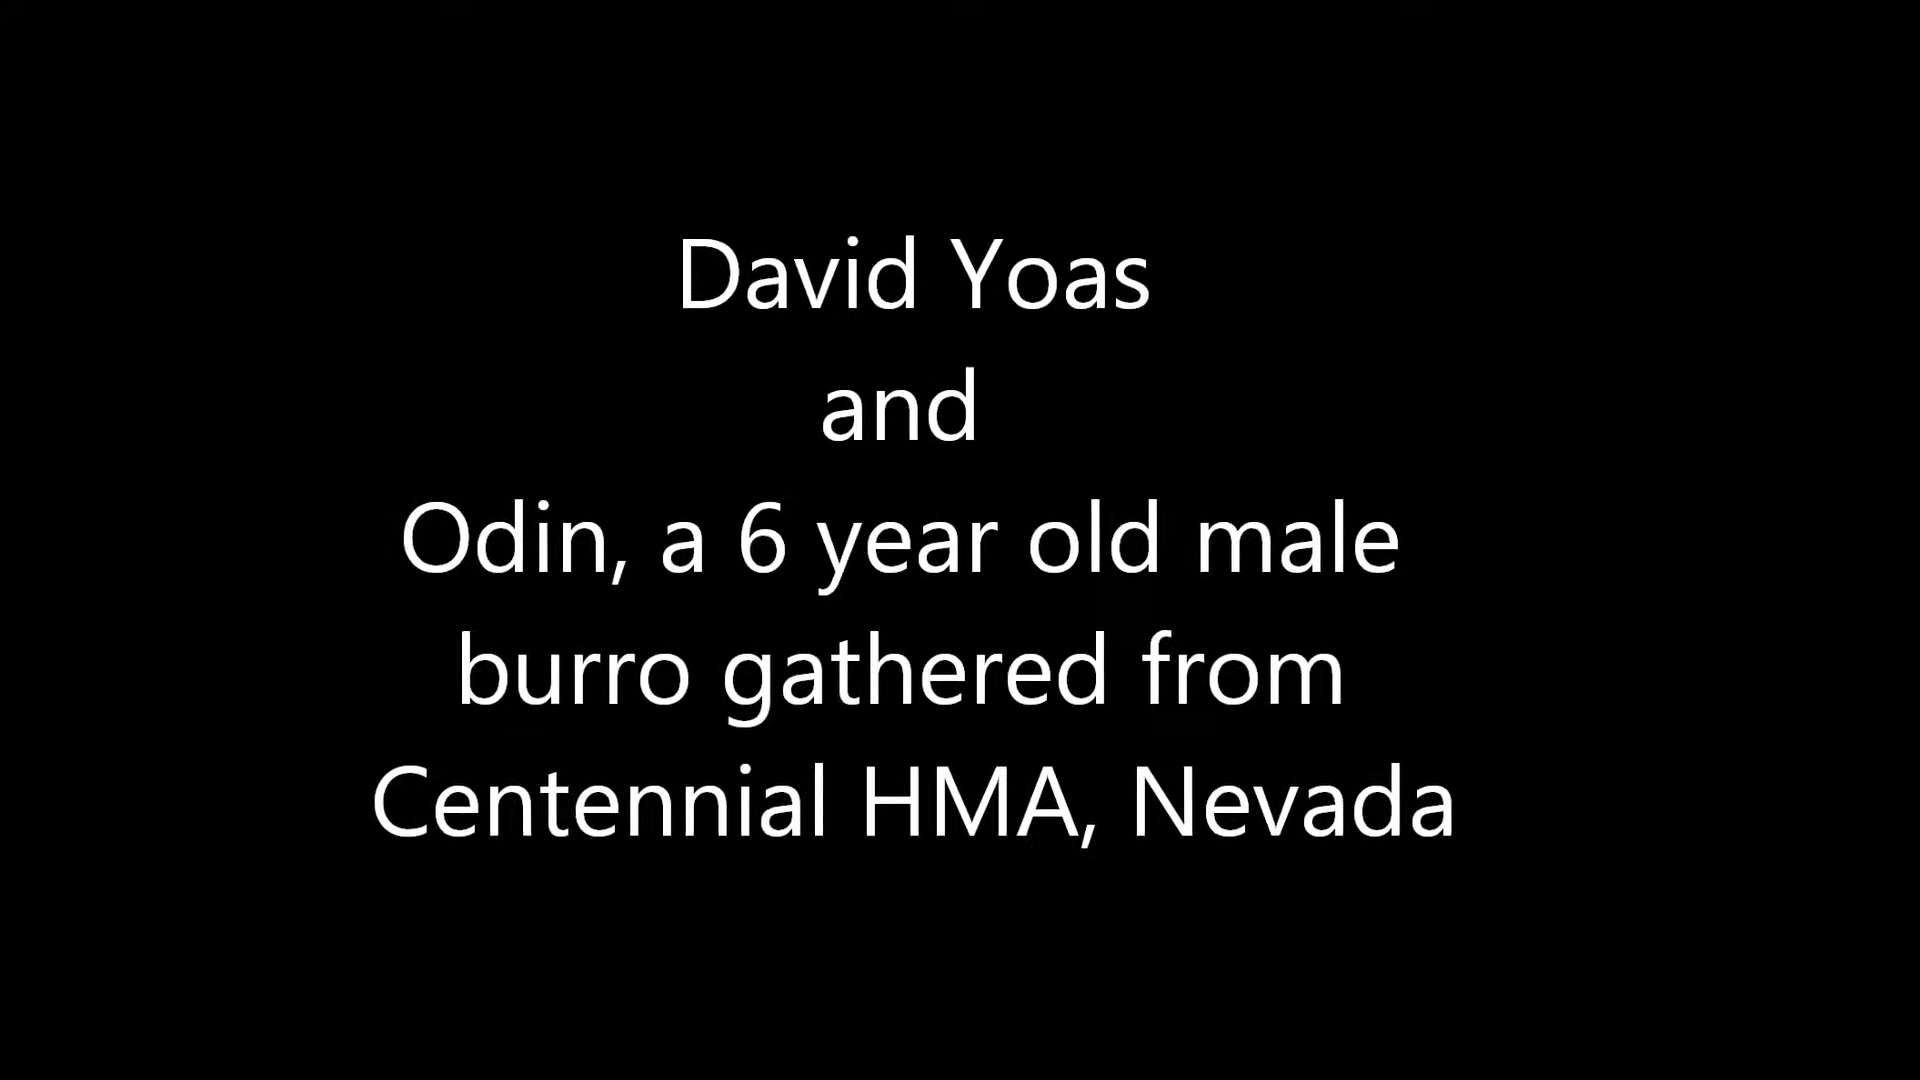 David Yoas
and
Odin, a 6 year old male
burro gathered from
Centennial HMA, Nevada